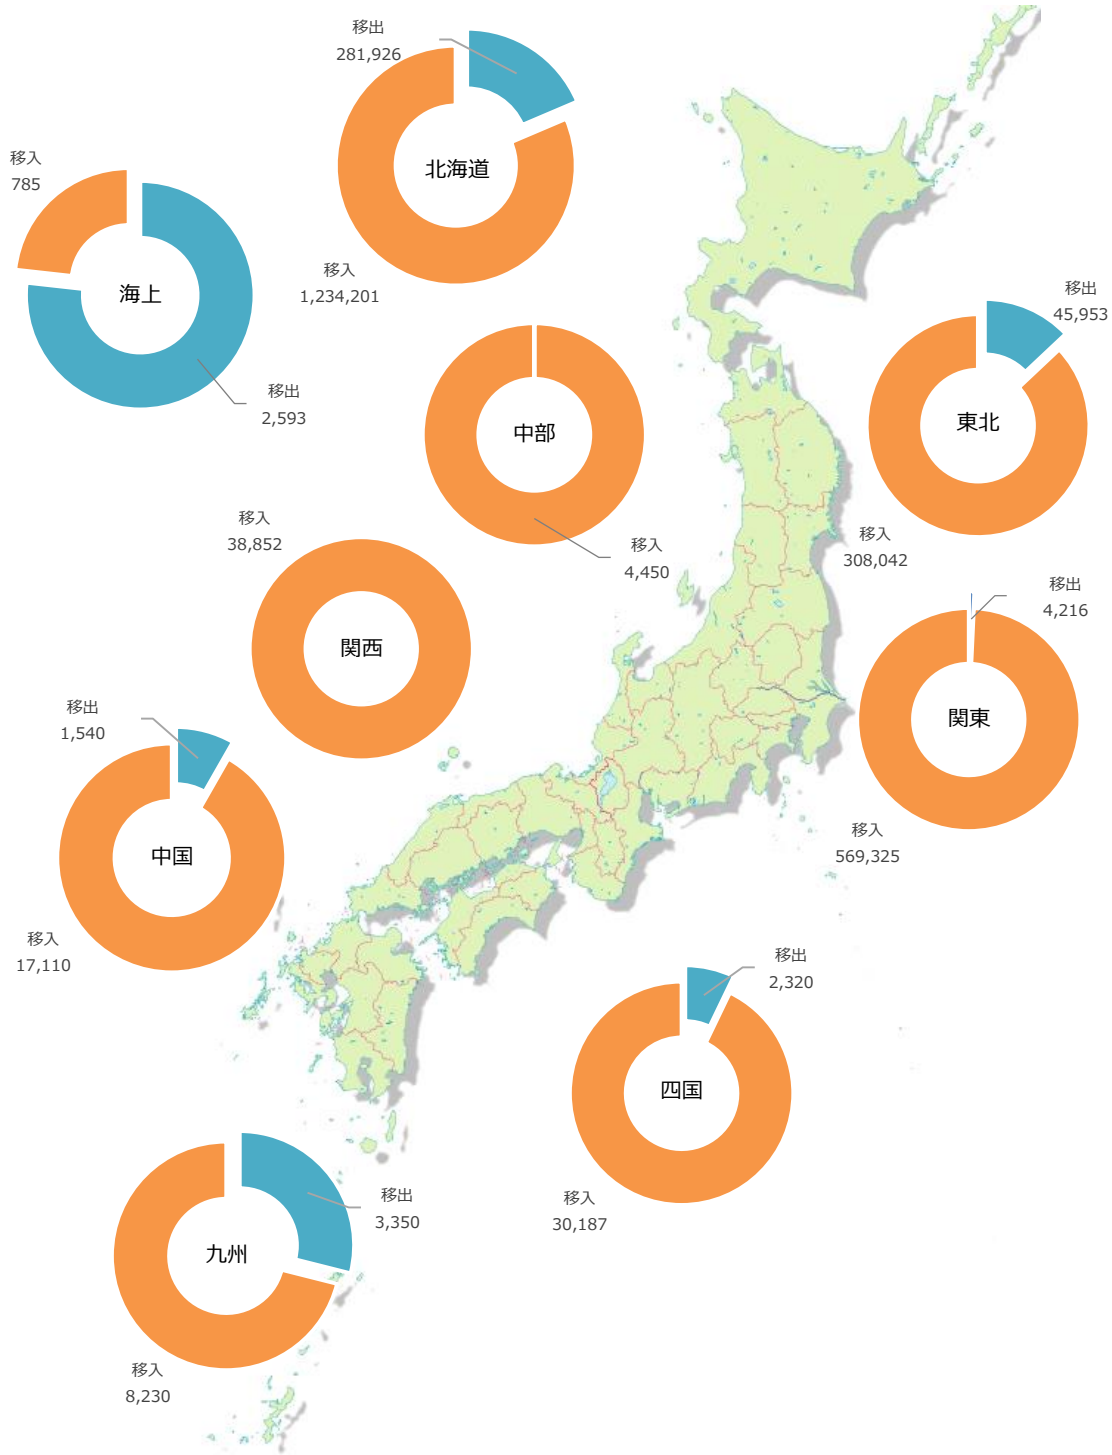 移出
281,926
北海道
移入
1,234,201
移入
785
海上
移出
2,593
移出
45,953
東北
移入
308,042
中部
移入
4,450
移入
38,852
関西
移出
4,216
関東
移入
569,325
移出
1,540
中国
移入
17,110
移出
2,320
四国
移入
30,187
移出
3,350
九州
移入
8,230